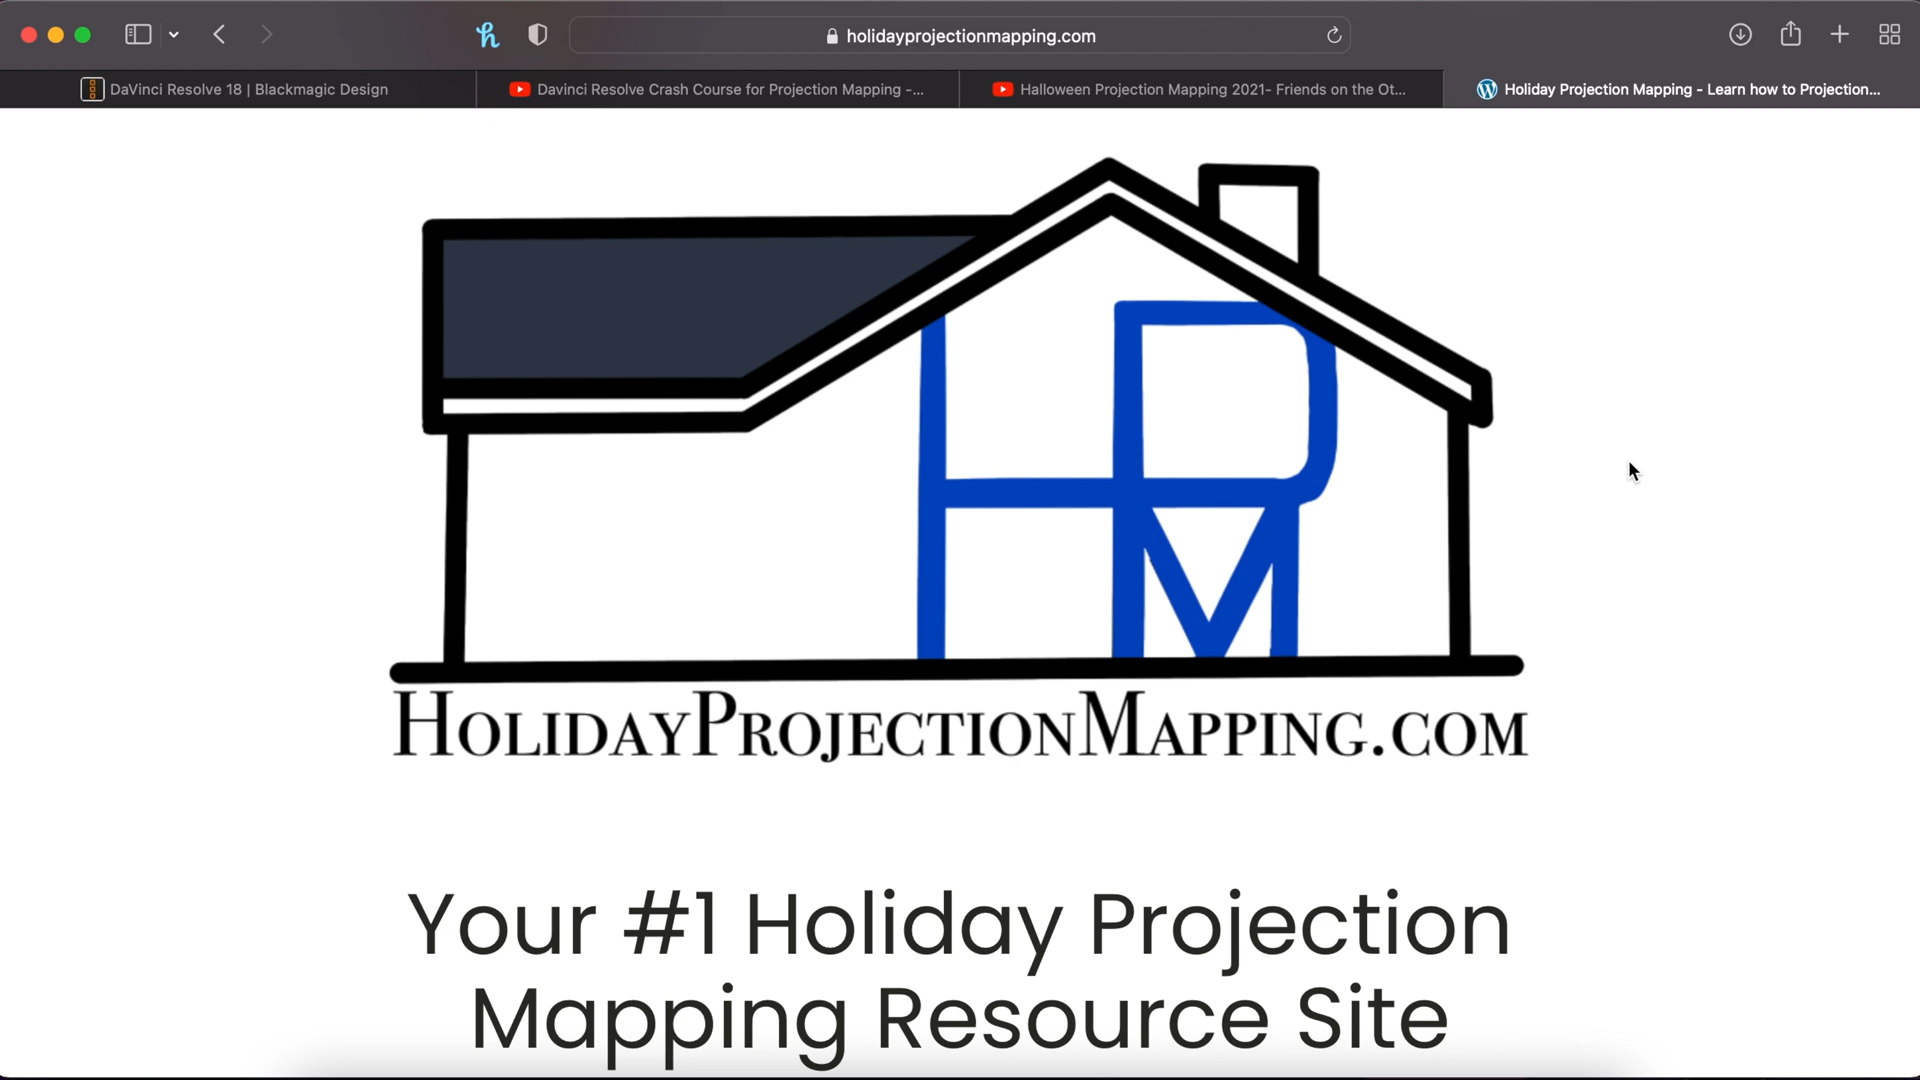 holidayprojectionmapping.com
DaVinci Resolve 18 | Blackmagic Design
Davinci Resolve Crash Course for Projection Mapping -...
Halloween Projection Mapping 2021- Friends on the Ot...
Holiday Projection Mapping - Learn how to Projection...
HPM
HolidayProjectionMapping.com
Your #1 Holiday Projection
Mapping Resource Site